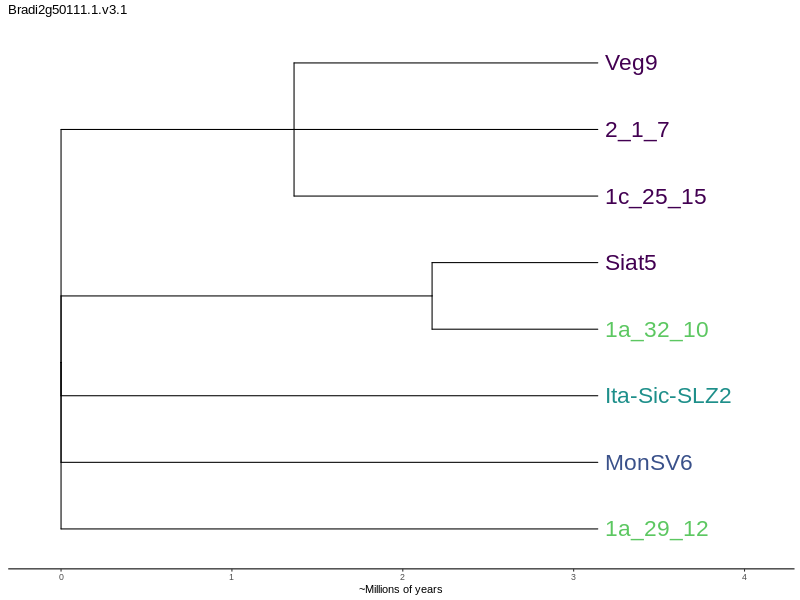 Bradi2g50111.1.v3.1
Veg9
2_1_7
1c_25_15
Siat5
1a_32_10
Ita-Sic-SLZ2
MonSV6
1a_29_12
0 1 2 3 4
~Millions of years